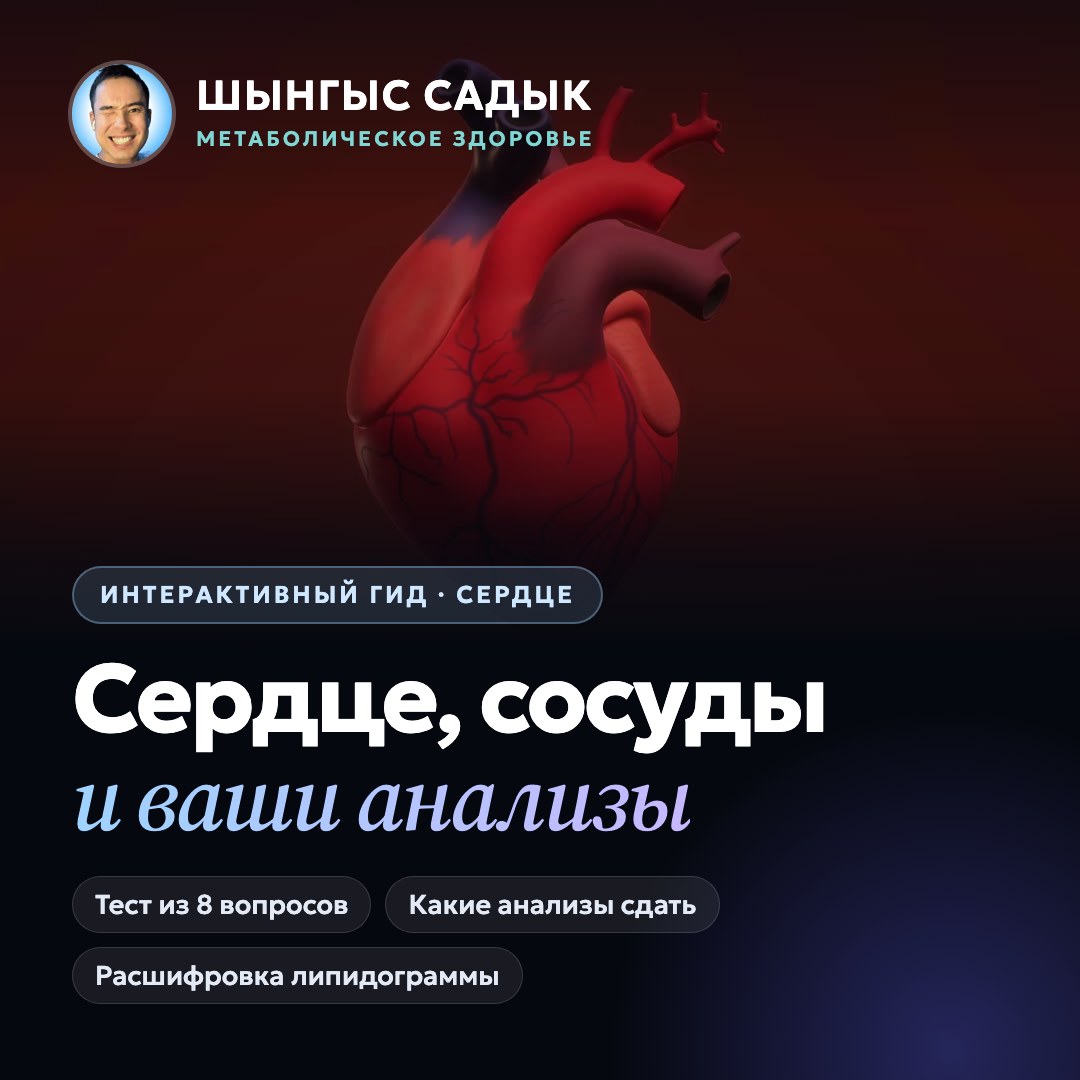 ШЫНГЫС САДЫК
МЕТАБОЛИЧЕСКОЕ ЗДОРОВЬЕ
ИНТЕРАКТИВНЫЙ ГИД · СЕРДЦЕ
Сердце, сосуды
и ваши анализы
Тест из 8 вопросов
Какие анализы сдать
Расшифровка липидограммы